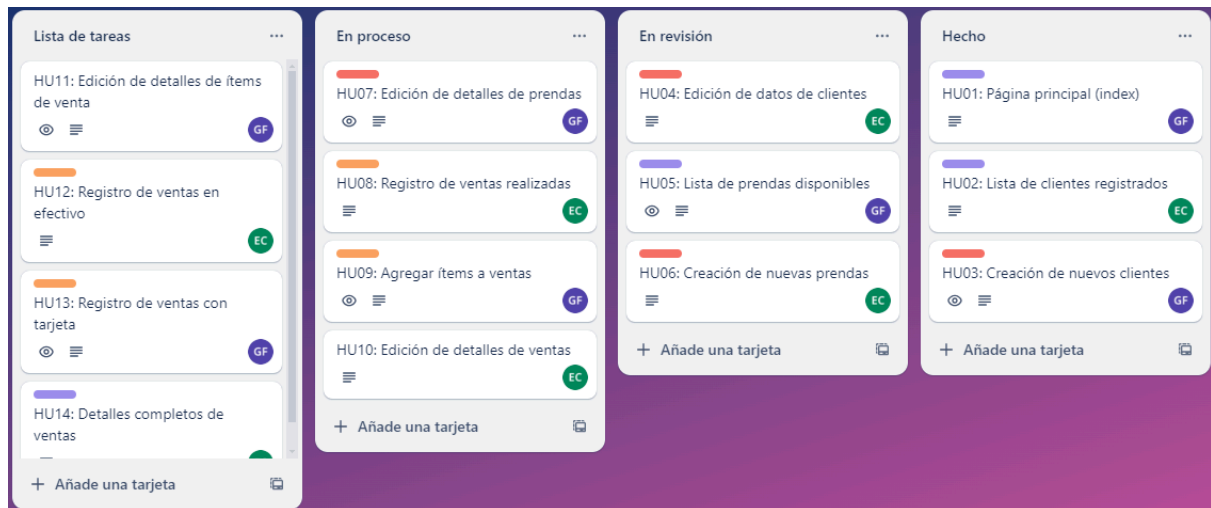 Lista de tareas
HU11: Edición de detalles de ítems
de venta
GF
HU12: Registro de ventas en
efectivo
EC
HU13: Registro de ventas con
tarjeta
GF
HU14: Detalles completos de
ventas
+ Añade una tarjeta
En proceso
HU07: Edición de detalles de prendas
GF
HU08: Registro de ventas realizadas
EC
HU09: Agregar ítems a ventas
GF
HU10: Edición de detalles de ventas
EC
+ Añade una tarjeta
En revisión
HU04: Edición de datos de clientes
EC
HU05: Lista de prendas disponibles
GF
HU06: Creación de nuevas prendas
EC
+ Añade una tarjeta
Hecho
HU01: Página principal (index)
GF
HU02: Lista de clientes registrados
EC
HU03: Creación de nuevos clientes
GF
+ Añade una tarjeta